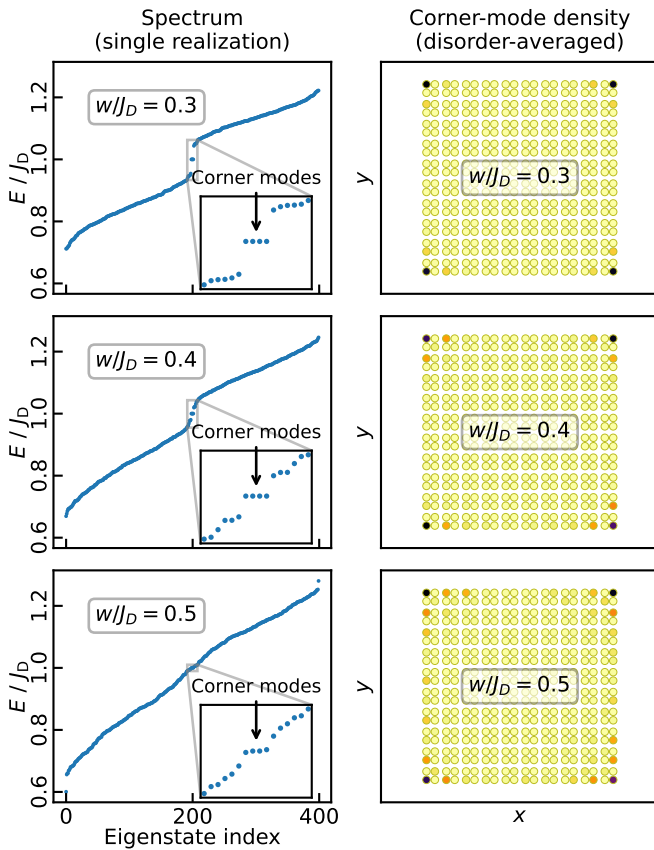 Spectrum
(single realization)
Corner-mode density
(disorder-averaged)
1.2
1.0
0.8
0.6
E / J_D
w/J_D = 0.3
Corner modes
y
w/J_D = 0.3
1.2
1.0
0.8
0.6
E / J_D
w/J_D = 0.4
Corner modes
y
w/J_D = 0.4
1.2
1.0
0.8
0.6
E / J_D
w/J_D = 0.5
Corner modes
y
w/J_D = 0.5
0 200 400
Eigenstate index
x